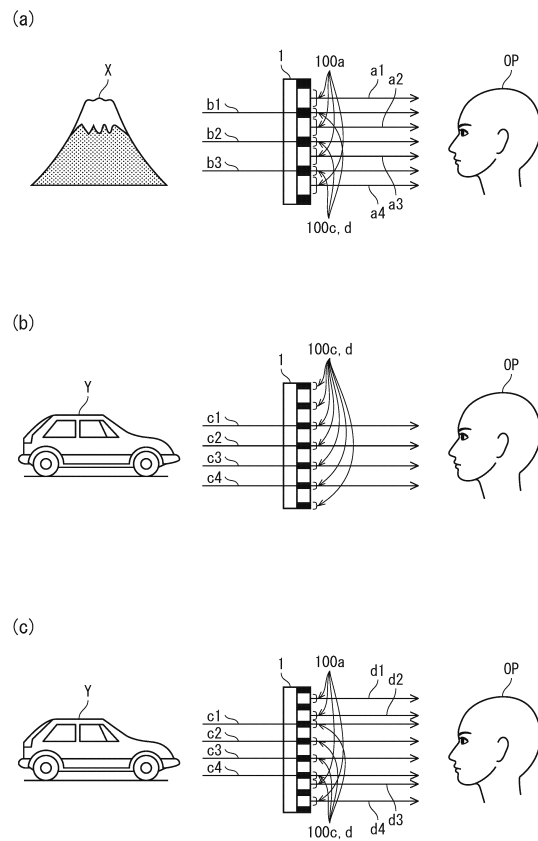 (a)
X
1
100a
a1
a2
OP
b1
b2
b3
a3
a4
100c, d
(b)
100c, d
Y
1
OP
c1
c2
c3
c4
(c)
100a
d1
d2
Y
1
OP
c1
c2
c3
c4
d3
d4
100c, d